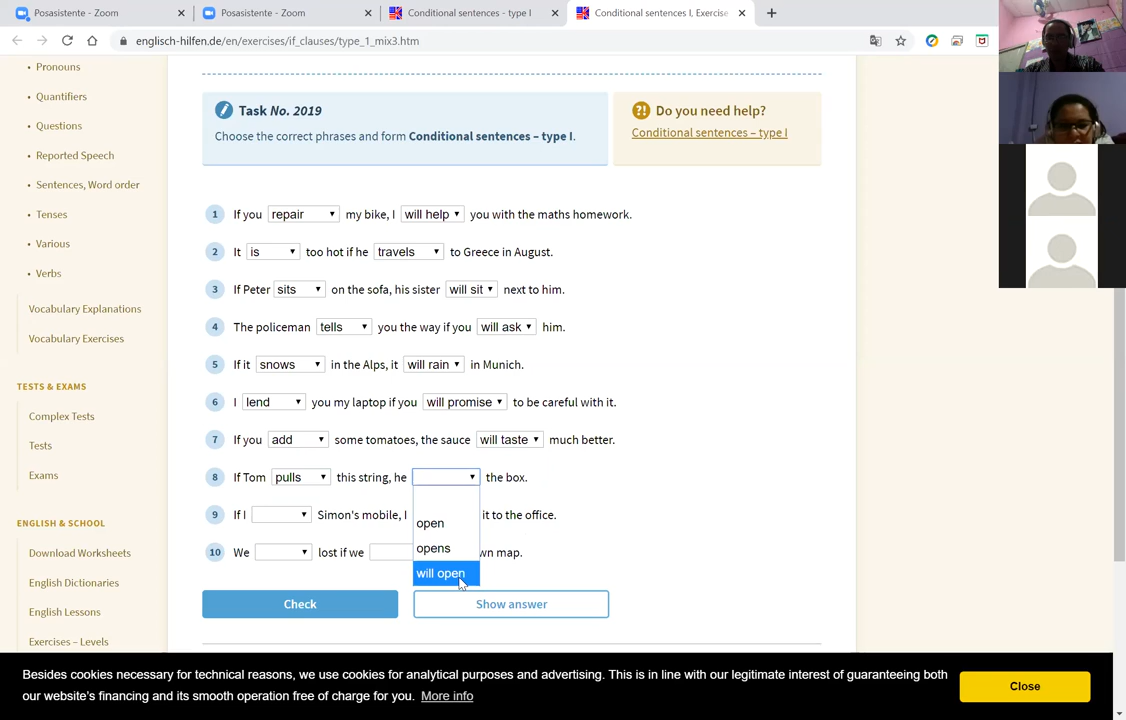 Posasistente - Zoom
Posasistente - Zoom
Conditional sentences - type I
Conditional sentences I, Exercise
englisch-hilfen.de/en/exercises/if_clauses/type_1_mix3.htm
Pronouns
Quantifiers
Questions
Reported Speech
Sentences, Word order
Tenses
Various
Verbs
Vocabulary Explanations
Vocabulary Exercises
TESTS & EXAMS
Complex Tests
Tests
Exams
ENGLISH & SCHOOL
Download Worksheets
English Dictionaries
English Lessons
Exercises – Levels
Task No. 2019
Choose the correct phrases and form Conditional sentences – type I.
Do you need help?
Conditional sentences – type I
1 If you repair my bike, I will help you with the maths homework.
2 It is too hot if he travels to Greece in August.
3 If Peter sits on the sofa, his sister will sit next to him.
4 The policeman tells you the way if you will ask him.
5 If it snows in the Alps, it will rain in Munich.
6 I lend you my laptop if you will promise to be careful with it.
7 If you add some tomatoes, the sauce will taste much better.
8 If Tom pulls this string, he the box.
open
opens
will open
9 If I Simon's mobile, I it to the office.
10 We lost if we wn map.
Check
Show answer
Besides cookies necessary for technical reasons, we use cookies for analytical purposes and advertising. This is in line with our legitimate interest of guaranteeing both
our website's financing and its smooth operation free of charge for you. More info
Close